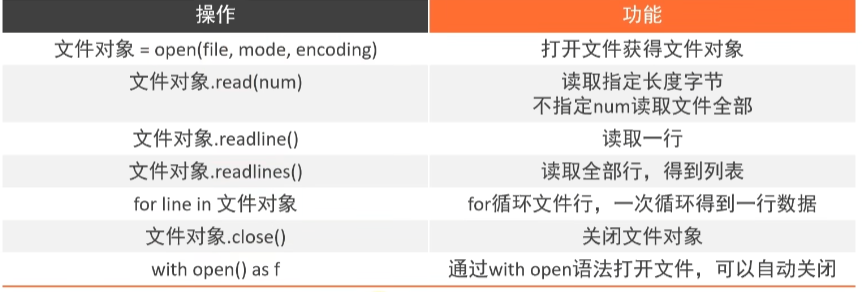 操作 功能
文件对象 = open(file, mode, encoding) 打开文件获得文件对象
文件对象.read(num) 读取指定长度字节
不指定num读取文件全部
文件对象.readline() 读取一行
文件对象.readlines() 读取全部行，得到列表
for line in 文件对象 for循环文件行，一次循环得到一行数据
文件对象.close() 关闭文件对象
with open() as f 通过with open语法打开文件，可以自动关闭